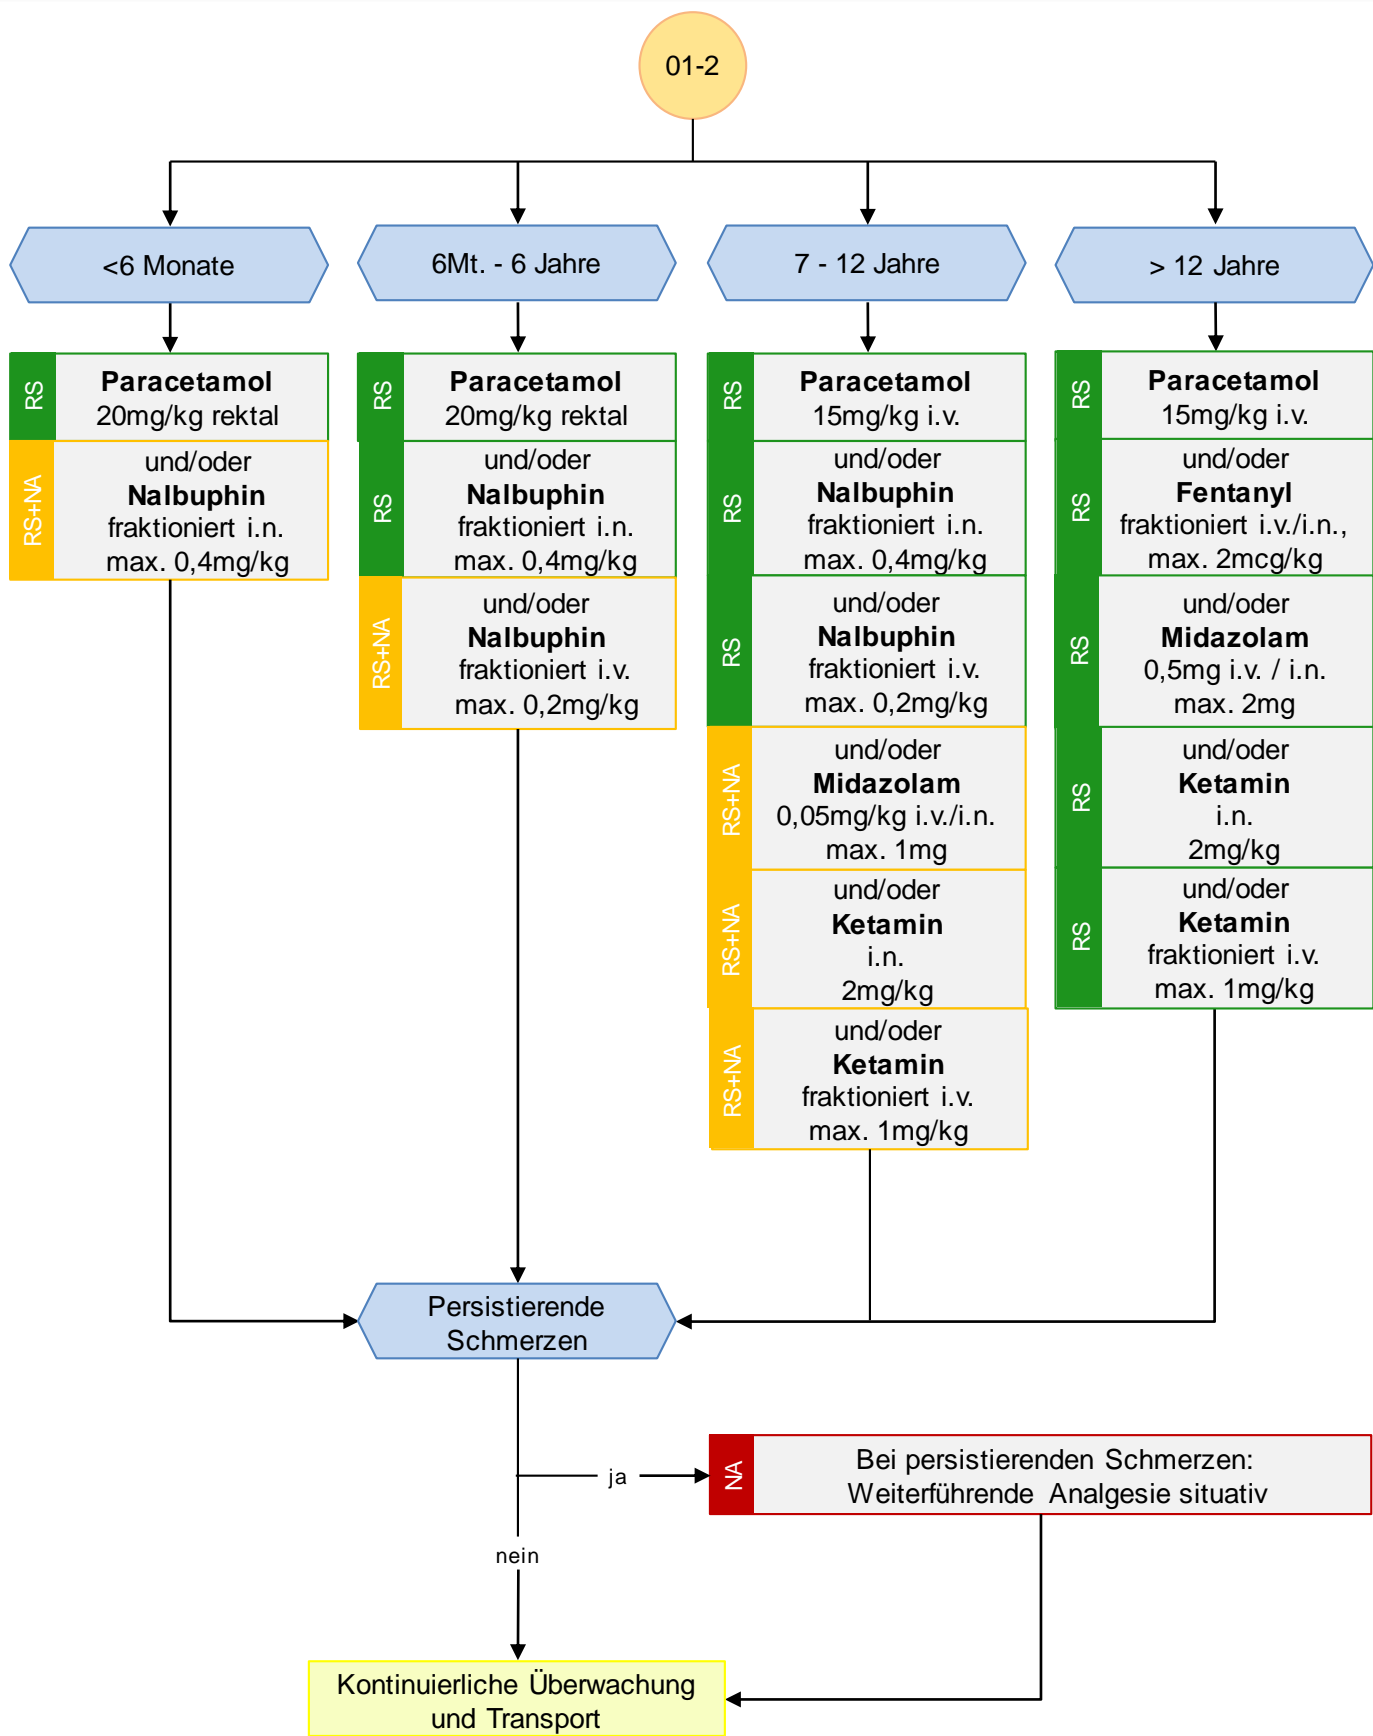 01-2
<6 Monate
6Mt. - 6 Jahre
7 - 12 Jahre
> 12 Jahre
RS
Paracetamol
20mg/kg rektal
RS+NA
und/oder
Nalbuphin
fraktioniert i.n.
max. 0,4mg/kg
RS
Paracetamol
20mg/kg rektal
RS
und/oder
Nalbuphin
fraktioniert i.n.
max. 0,4mg/kg
RS+NA
und/oder
Nalbuphin
fraktioniert i.v.
max. 0,2mg/kg
RS
Paracetamol
15mg/kg i.v.
RS
und/oder
Nalbuphin
fraktioniert i.n.
max. 0,4mg/kg
RS
und/oder
Nalbuphin
fraktioniert i.v.
max. 0,2mg/kg
RS+NA
und/oder
Midazolam
0,05mg/kg i.v./i.n.
max. 1mg
RS+NA
und/oder
Ketamin
i.n.
2mg/kg
RS+NA
und/oder
Ketamin
fraktioniert i.v.
max. 1mg/kg
RS
Paracetamol
15mg/kg i.v.
RS
und/oder
Fentanyl
fraktioniert i.v./i.n.,
max. 2mcg/kg
RS
und/oder
Midazolam
0,5mg i.v. / i.n.
max. 2mg
RS
und/oder
Ketamin
i.n.
2mg/kg
RS
und/oder
Ketamin
fraktioniert i.v.
max. 1mg/kg
Persistierende
Schmerzen
ja
NA
Bei persistierenden Schmerzen:
Weiterführende Analgesie situativ
nein
Kontinuierliche Überwachung
und Transport